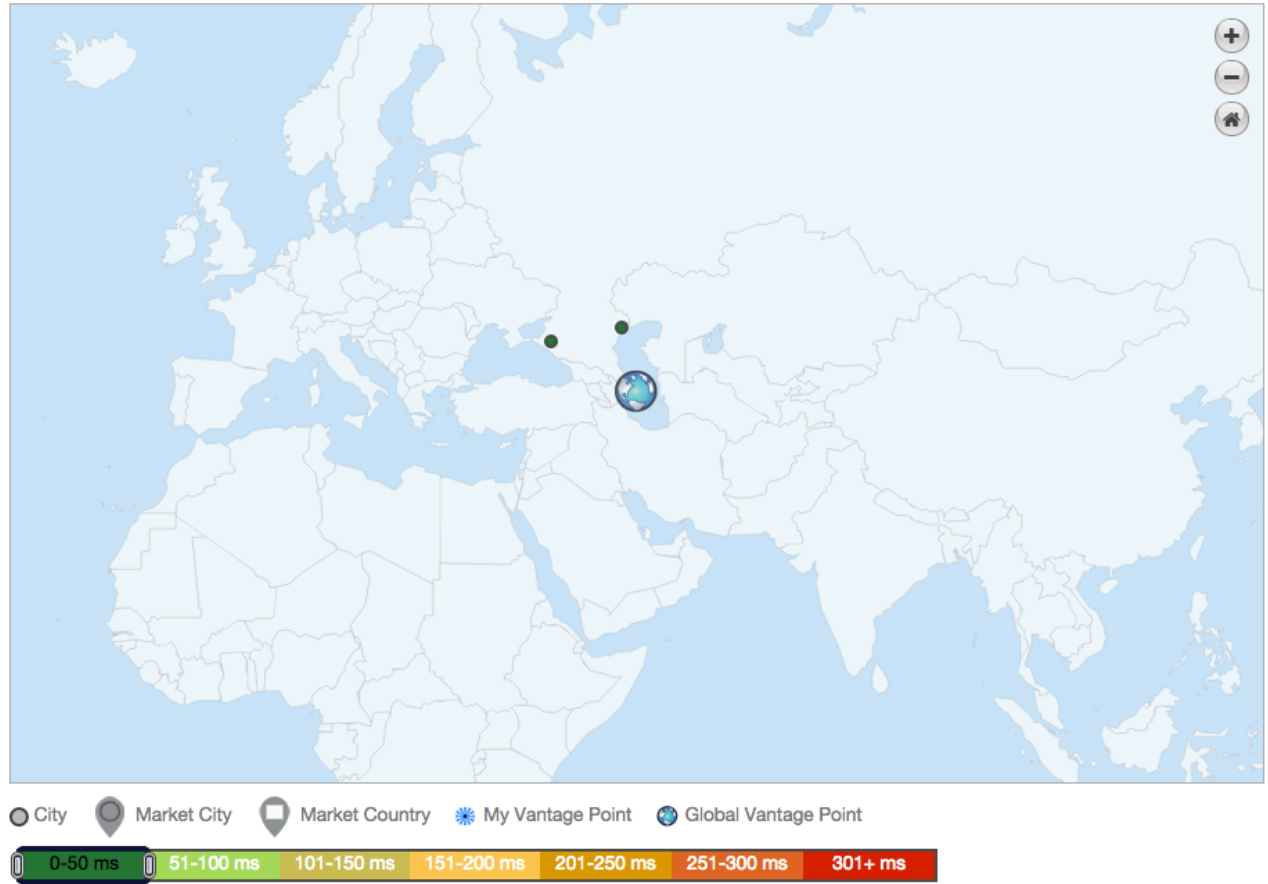 City Market City Market Country My Vantage Point Global Vantage Point
0-50 ms 51-100 ms 101-150 ms 151-200 ms 201-250 ms 251-300 ms 301+ ms